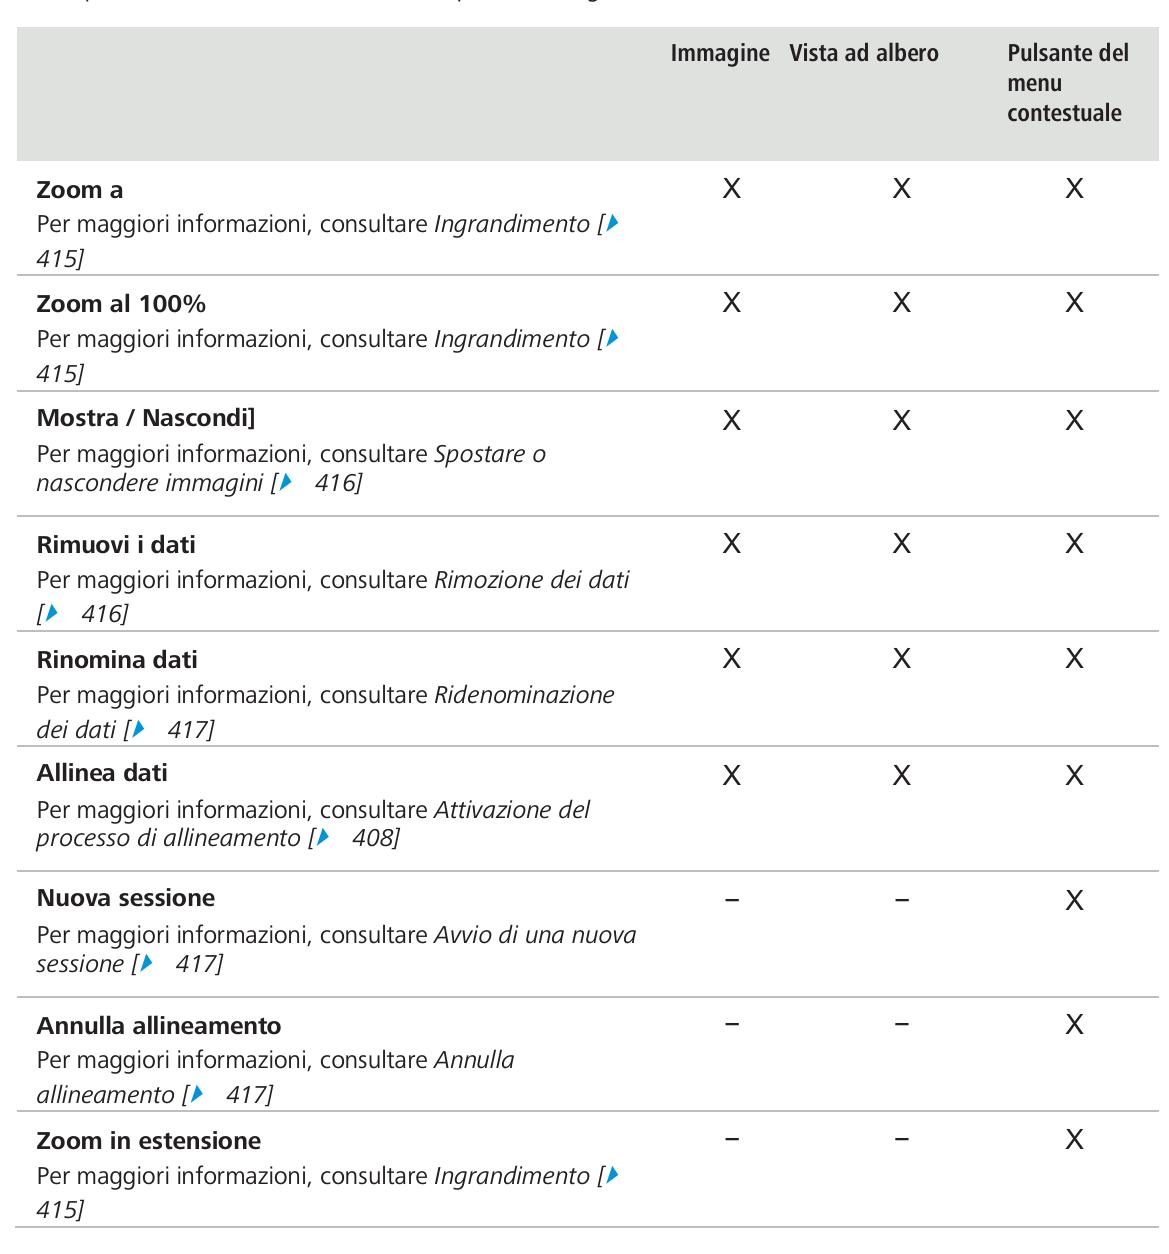 Immagine Vista ad albero Pulsante del
menu
contestuale
Zoom a X X X
Per maggiori informazioni, consultare Ingrandimento [
415]
Zoom al 100% X X X
Per maggiori informazioni, consultare Ingrandimento [
415]
Mostra / Nascondi] X X X
Per maggiori informazioni, consultare Spostare o
nascondere immagini [ 416]
Rimuovi i dati X X X
Per maggiori informazioni, consultare Rimozione dei dati
[ 416]
Rinomina dati X X X
Per maggiori informazioni, consultare Ridenominazione
dei dati [ 417]
Allinea dati X X X
Per maggiori informazioni, consultare Attivazione del
processo di allineamento [ 408]
Nuova sessione – – X
Per maggiori informazioni, consultare Avvio di una nuova
sessione [ 417]
Annulla allineamento – – X
Per maggiori informazioni, consultare Annulla
allineamento [ 417]
Zoom in estensione – – X
Per maggiori informazioni, consultare Ingrandimento [
415]